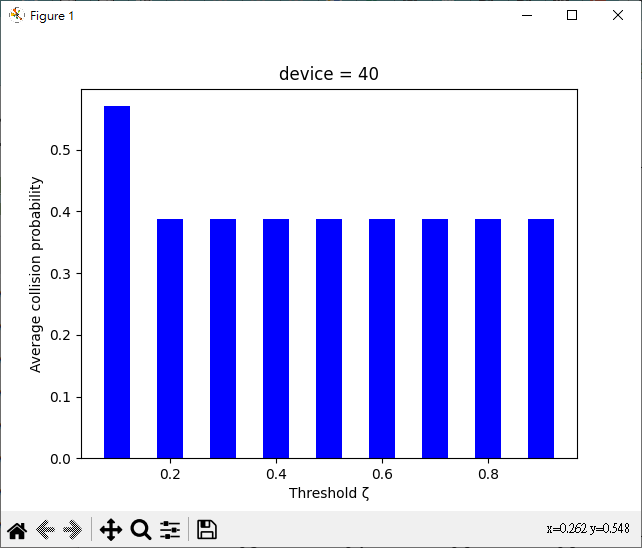 Figure 1
device = 40
Average collision probability
0.5
0.4
0.3
0.2
0.1
0.0
0.2 0.4 0.6 0.8
Threshold ζ
x=0.262 y=0.548